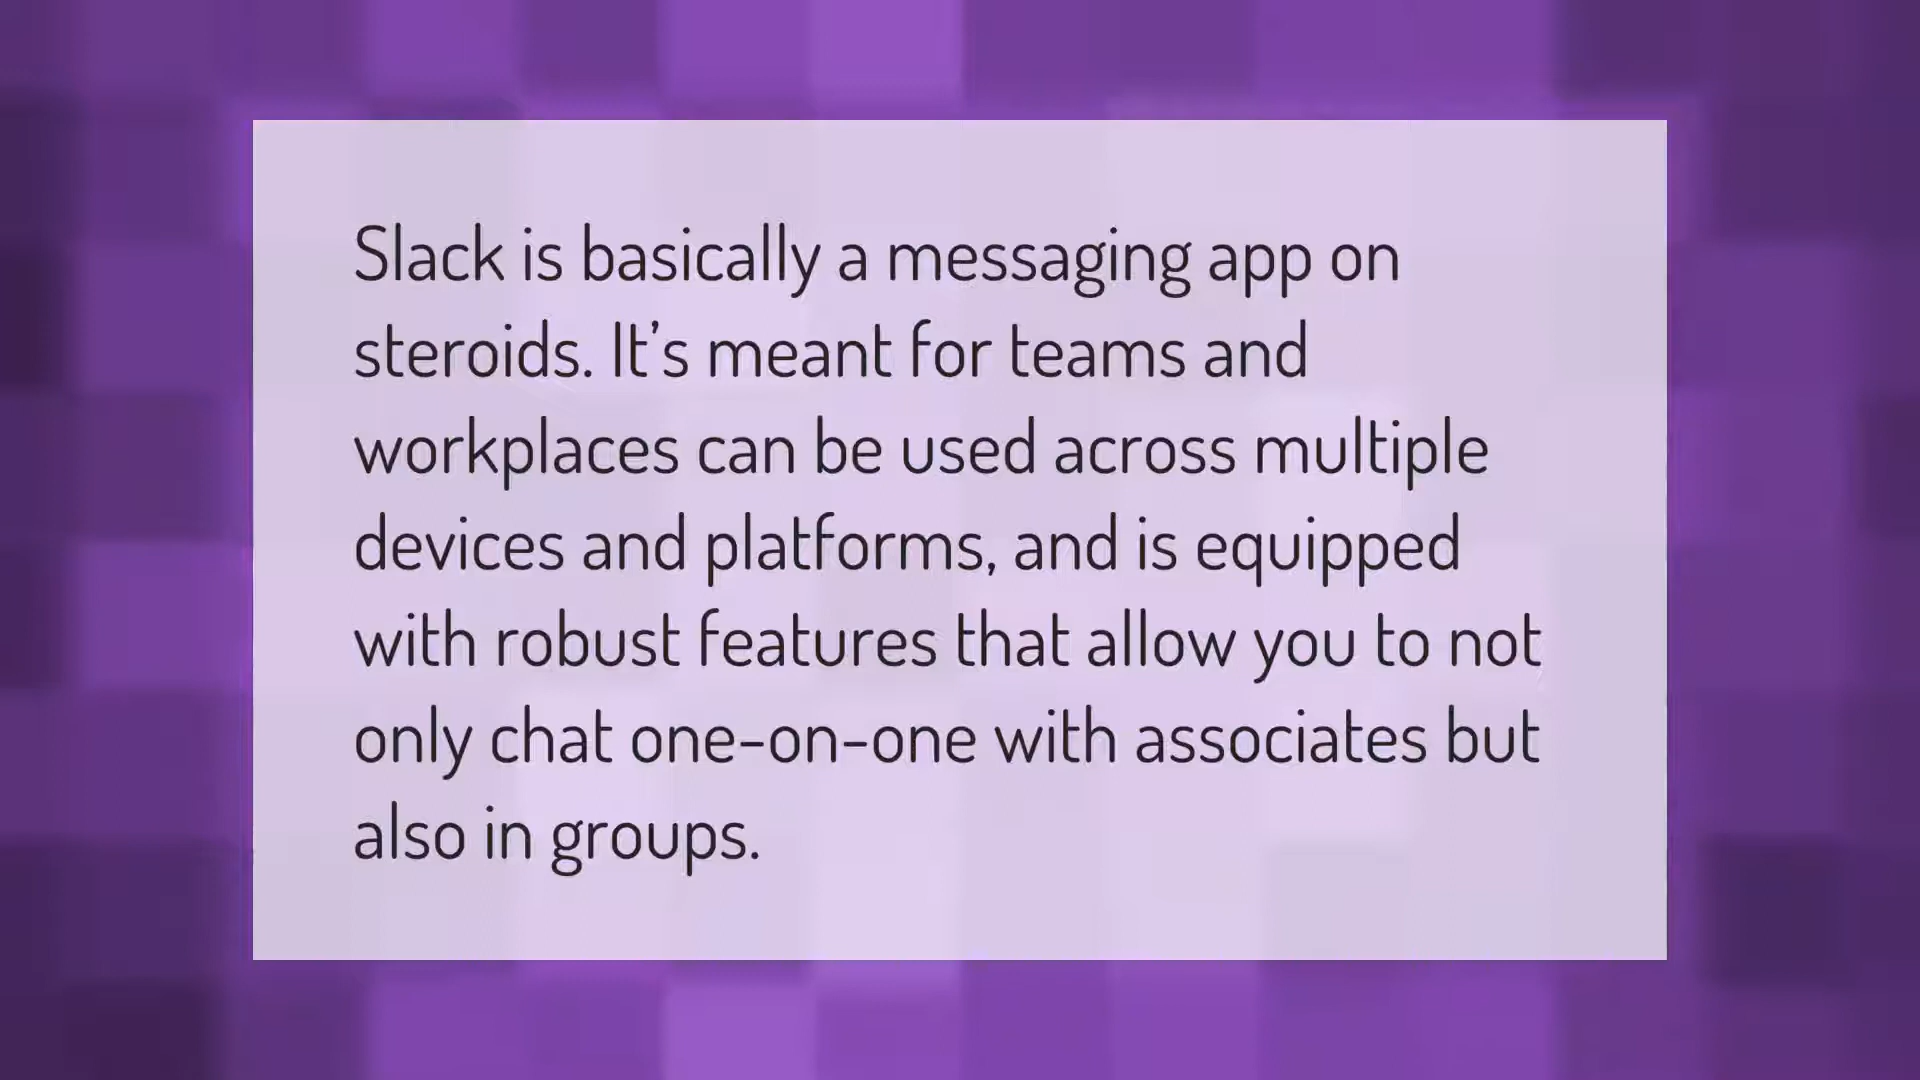 Slack is basically a messaging app on
steroids. It’s meant for teams and
workplaces can be used across multiple
devices and platforms, and is equipped
with robust features that allow you to not
only chat one-on-one with associates but
also in groups.